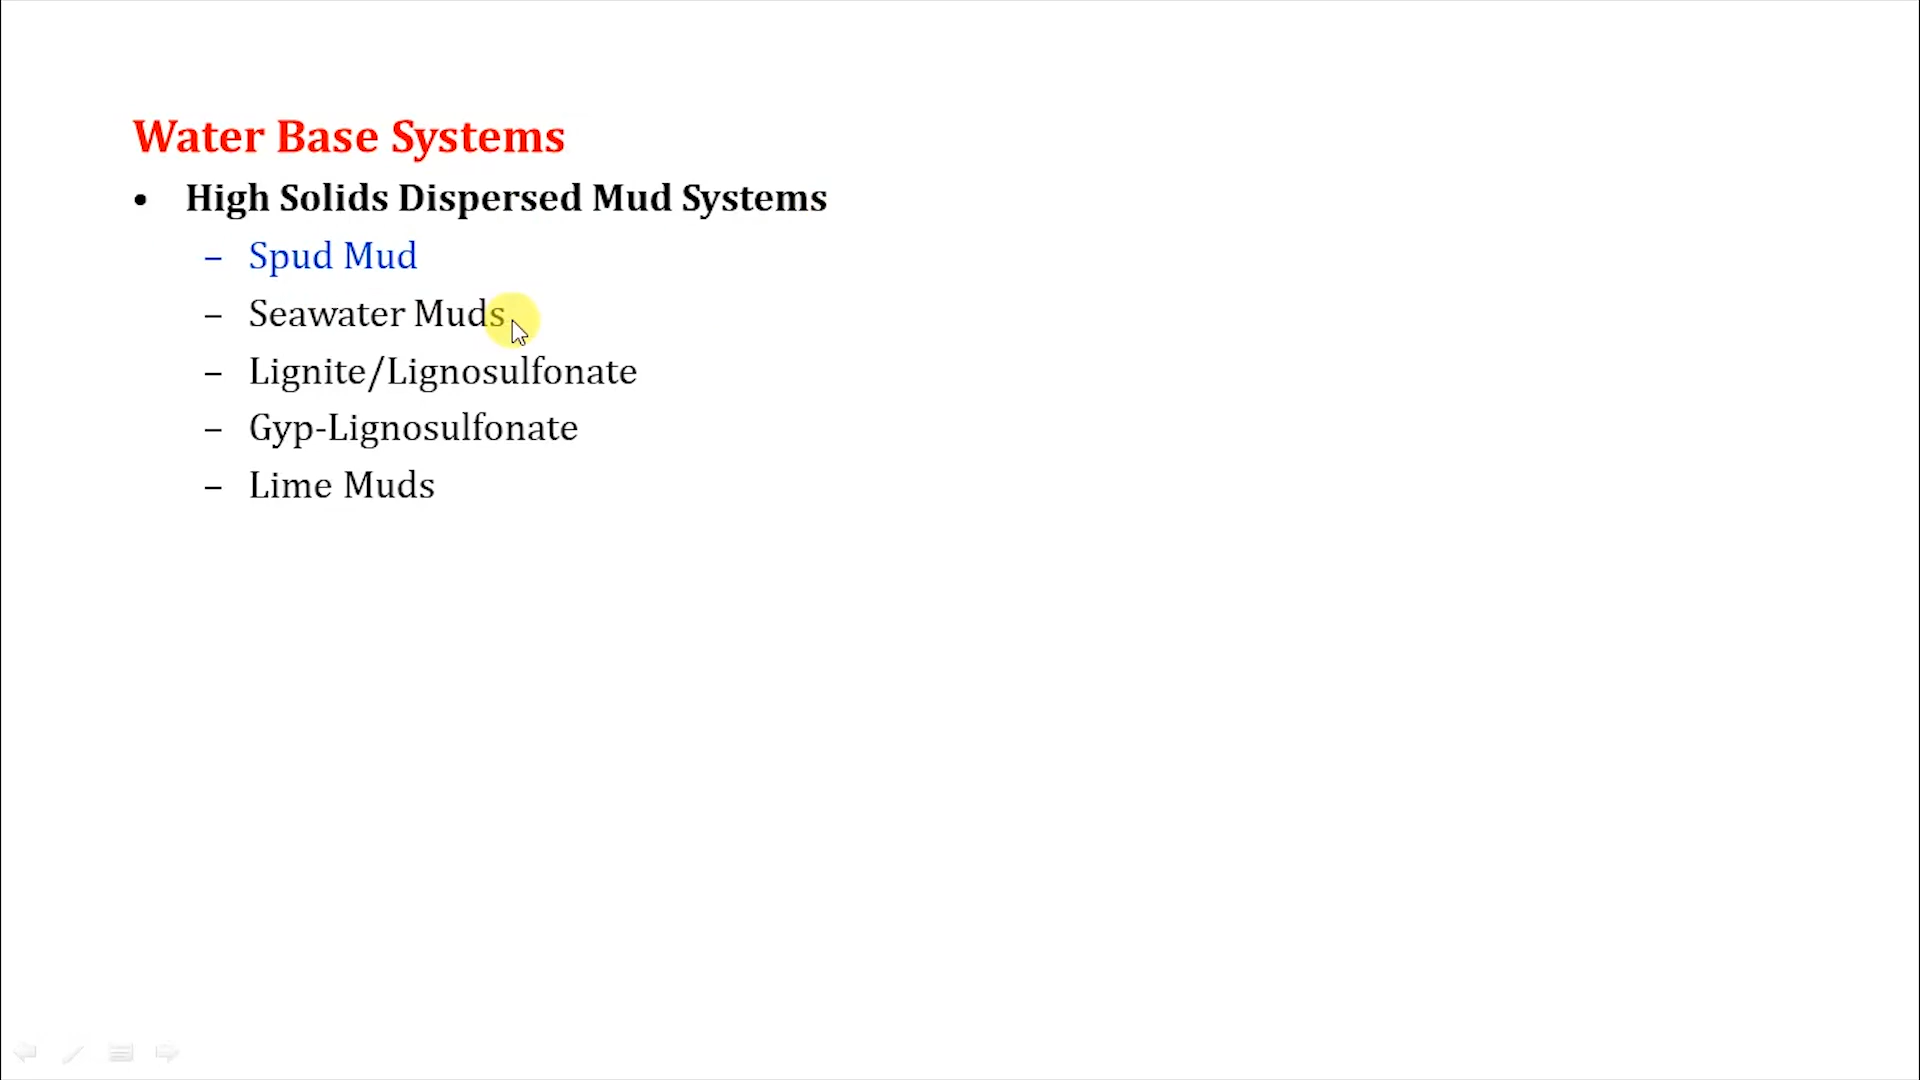 Water Base Systems
• High Solids Dispersed Mud Systems
– Spud Mud
– Seawater Muds
– Lignite/Lignosulfonate
– Gyp-Lignosulfonate
– Lime Muds